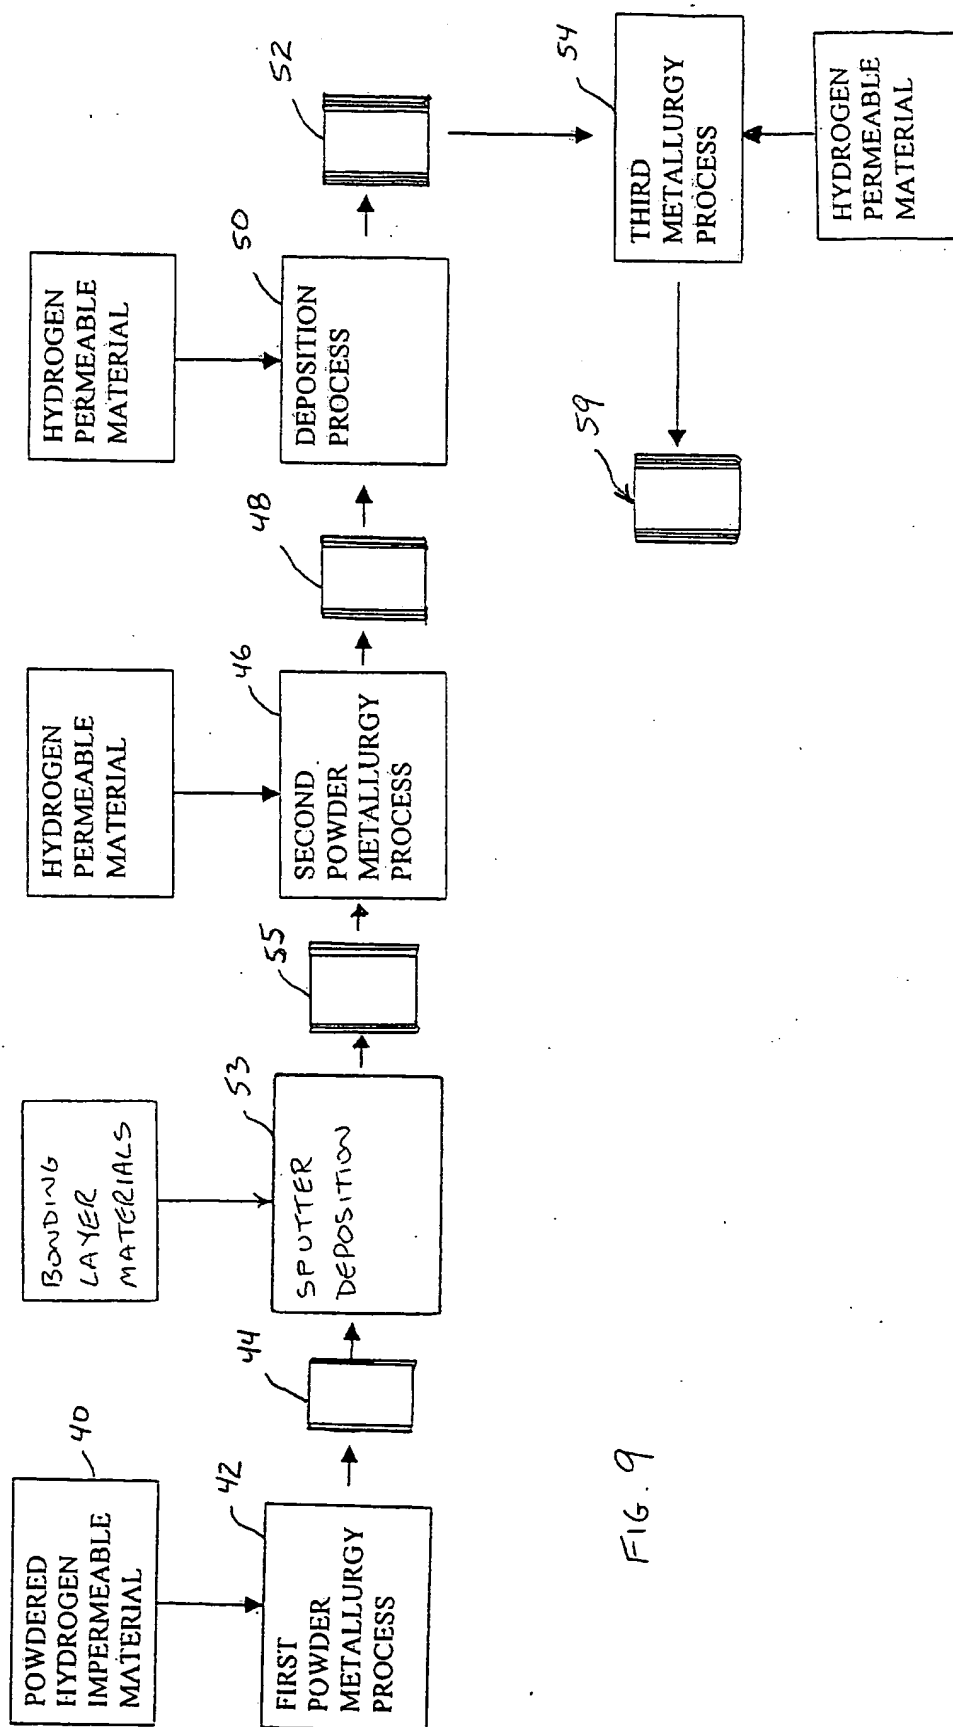 POWDERED
HYDROGEN
IMPERMEABLE
MATERIAL
40
FIRST
POWDER
METALLURGY
PROCESS
42
44
BONDING
LAYER
MATERIALS
SPUTTER
DEPOSITION
53
55
HYDROGEN
PERMEABLE
MATERIAL
SECOND
POWDER
METALLURGY
PROCESS
46
48
HYDROGEN
PERMEABLE
MATERIAL
DEPOSITION
PROCESS
50
52
THIRD
METALLURGY
PROCESS
54
HYDROGEN
PERMEABLE
MATERIAL
59
FIG. 9